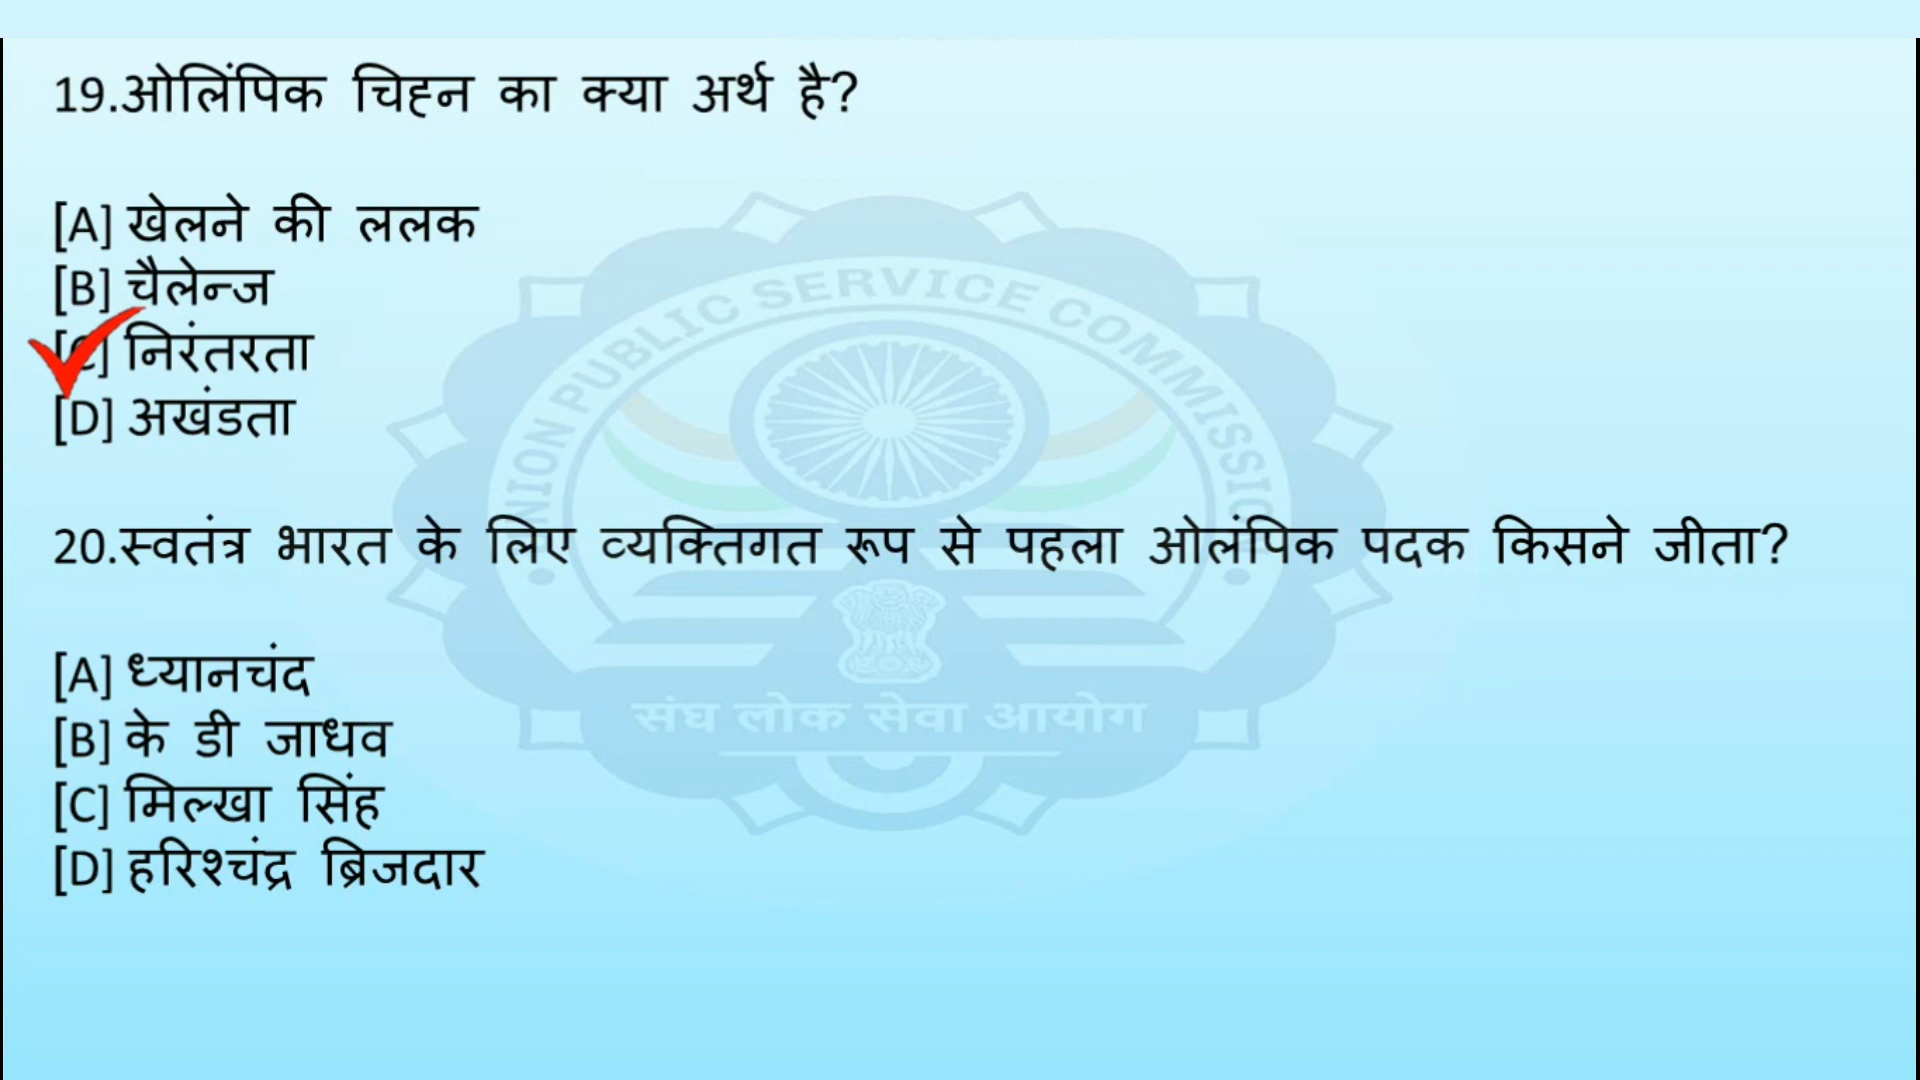 19.ओलिंपिक चिह्न का क्या अर्थ है?
[A] खेलने की ललक
[B] चैलेन्ज
[C] निरंतरता
[D] अखंडता
20.स्वतंत्र भारत के लिए व्यक्तिगत रूप से पहला ओलंपिक पदक किसने जीता?
[A] ध्यानचंद
[B] के डी जाधव
[C] मिल्खा सिंह
[D] हरिश्चंद्र ब्रिजदार
UNION PUBLIC SERVICE COMMISSION
संघ लोक सेवा आयोग